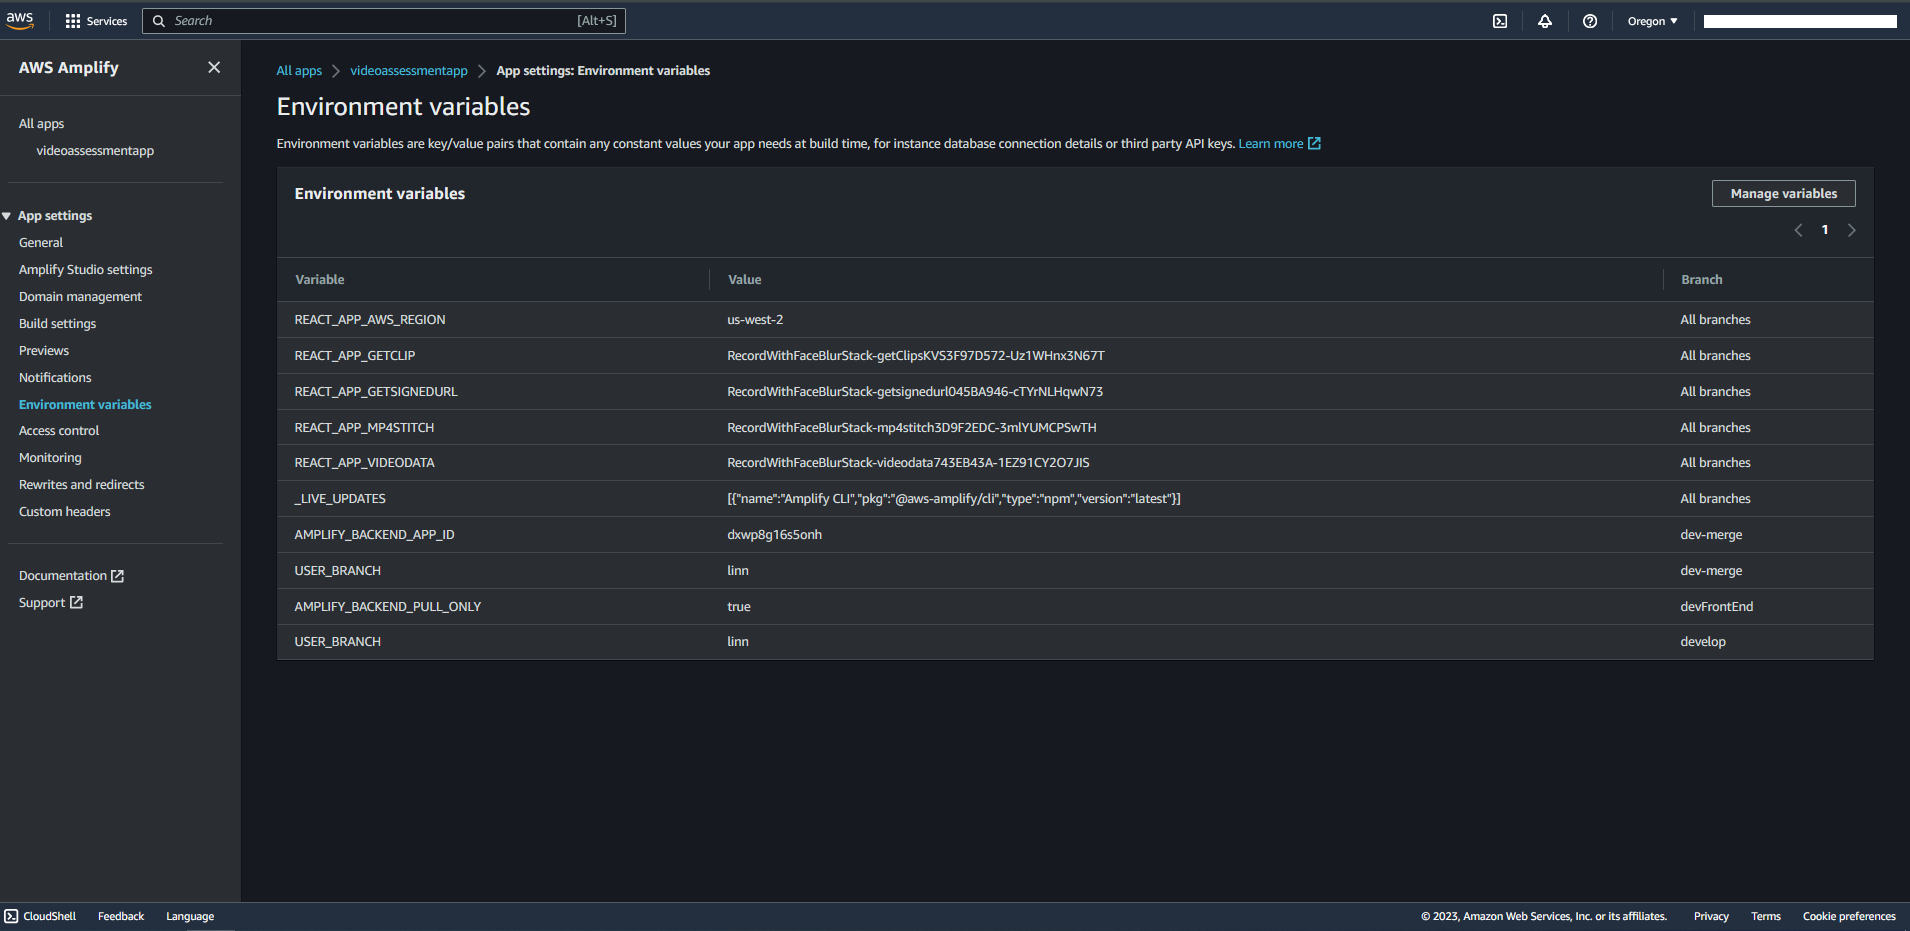 aws Services Search [Alt+S] Oregon
AWS Amplify
All apps
videoassessmentapp
App settings
General
Amplify Studio settings
Domain management
Build settings
Previews
Notifications
Environment variables
Access control
Monitoring
Rewrites and redirects
Custom headers
Documentation
Support
All apps > videoassessmentapp > App settings: Environment variables
Environment variables
Environment variables are key/value pairs that contain any constant values your app needs at build time, for instance database connection details or third party API keys. Learn more
Environment variables Manage variables
1
Variable Value Branch
REACT_APP_AWS_REGION us-west-2 All branches
REACT_APP_GETCLIP RecordWithFaceBlurStack-getClipsKVS3F97D572-Uz1WHnx3N67T All branches
REACT_APP_GETSIGNEDURL RecordWithFaceBlurStack-getsignedurl045BA946-cTYrNLHqwN73 All branches
REACT_APP_MP4STITCH RecordWithFaceBlurStack-mp4stitch3D9F2EDC-3mlYUMCPSwTH All branches
REACT_APP_VIDEODATA RecordWithFaceBlurStack-videodata743EB43A-1EZ91CY2O7JIS All branches
_LIVE_UPDATES [{"name":"Amplify CLI","pkg":"@aws-amplify/cli","type":"npm","version":"latest"}] All branches
AMPLIFY_BACKEND_APP_ID dxwp8g16s5onh dev-merge
USER_BRANCH linn dev-merge
AMPLIFY_BACKEND_PULL_ONLY true devFrontEnd
USER_BRANCH linn develop
CloudShell Feedback Language © 2023, Amazon Web Services, Inc. or its affiliates. Privacy Terms Cookie preferences